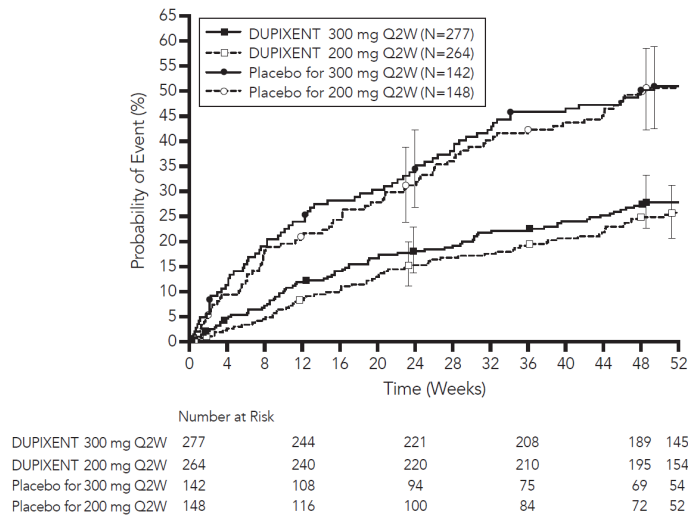 65
60
55
50
45
40
35
30
25
20
15
10
5
0
Probability of Event (%)
DUPIXENT 300 mg Q2W (N=277)
DUPIXENT 200 mg Q2W (N=264)
Placebo for 300 mg Q2W (N=142)
Placebo for 200 mg Q2W (N=148)
0 4 8 12 16 20 24 28 32 36 40 44 48 52
Time (Weeks)
Number at Risk
DUPIXENT 300 mg Q2W 277 244 221 208 189 145
DUPIXENT 200 mg Q2W 264 240 220 210 195 154
Placebo for 300 mg Q2W 142 108 94 75 69 54
Placebo for 200 mg Q2W 148 116 100 84 72 52